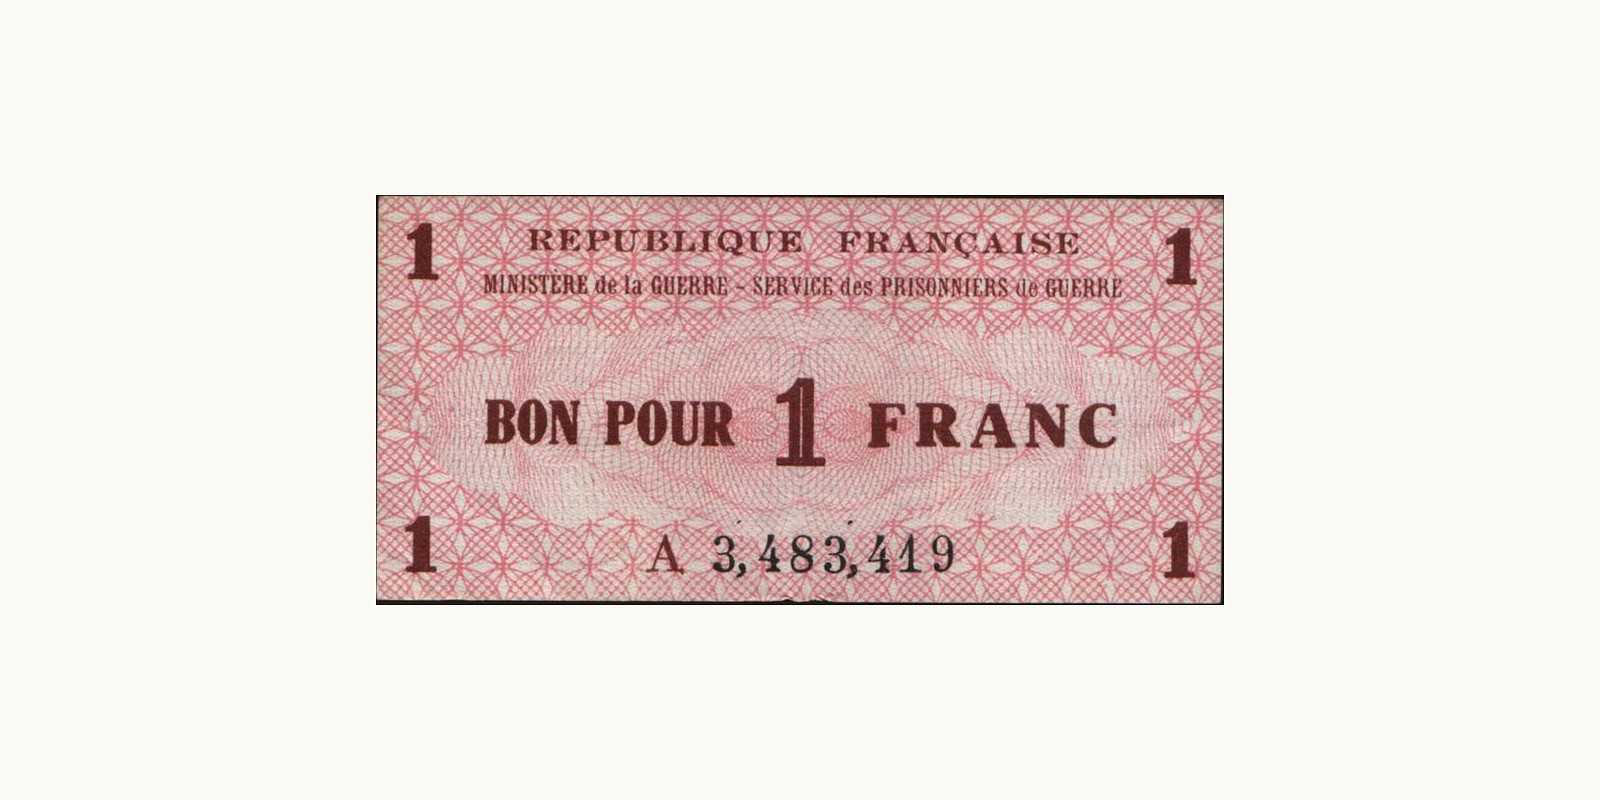 1 REPUBLIQUE FRANÇAISE 1
MINISTÈRE de la GUERRE - SERVICE des PRISONNIERS de GUERRE
BON POUR 1 FRANC
1 A 3,483,419 1